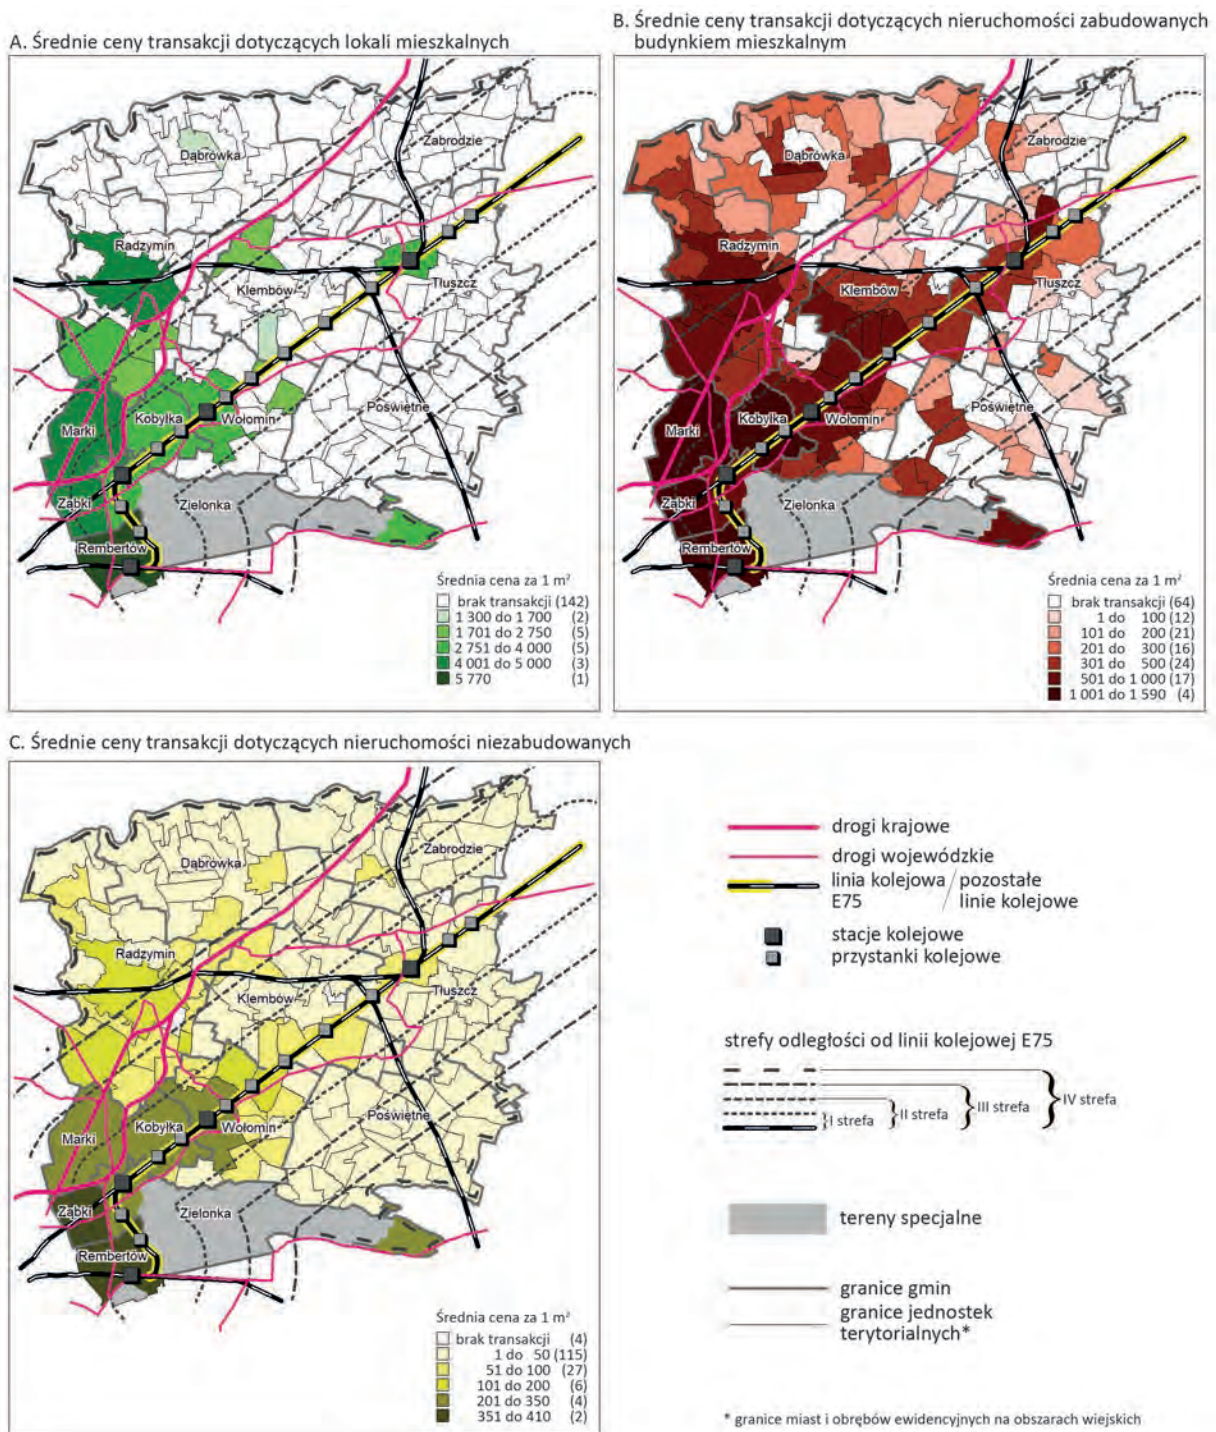 A. Średnie ceny transakcji dotyczących lokali mieszkalnych
Dąbrówka
Zabrodzie
Radzymin
Klembów
Tłuszcz
Poświętne
Kobyłka
Wołomin
Marki
Ząbki
Zielonka
Rembertów
Średnia cena za 1 m²
brak transakcji (142)
1 300 do 1 700 (2)
1 701 do 2 750 (5)
2 751 do 4 000 (5)
4 001 do 5 000 (3)
5 770 (1)
B. Średnie ceny transakcji dotyczących nieruchomości zabudowanych
budynkiem mieszkalnym
Dąbrówka
Zabrodzie
Radzymin
Klembów
Tłuszcz
Poświętne
Kobyłka
Wołomin
Marki
Ząbki
Zielonka
Rembertów
Średnia cena za 1 m²
brak transakcji (64)
1 do 100 (12)
101 do 200 (21)
201 do 300 (16)
301 do 500 (24)
501 do 1 000 (17)
1 001 do 1 590 (4)
C. Średnie ceny transakcji dotyczących nieruchomości niezabudowanych
Dąbrówka
Zabrodzie
Radzymin
Klembów
Tłuszcz
Poświętne
Kobyłka
Wołomin
Marki
Ząbki
Zielonka
Rembertów
Średnia cena za 1 m²
brak transakcji (4)
1 do 50 (115)
51 do 100 (27)
101 do 200 (6)
201 do 350 (4)
351 do 410 (2)
drogi krajowe
drogi wojewódzkie
linia kolejowa / pozostałe
E75 linie kolejowe
stacje kolejowe
przystanki kolejowe
strefy odległości od linii kolejowej E75
I strefa
II strefa
III strefa
IV strefa
tereny specjalne
granice gmin
granice jednostek
terytorialnych*
* granice miast i obrębów ewidencyjnych na obszarach wiejskich